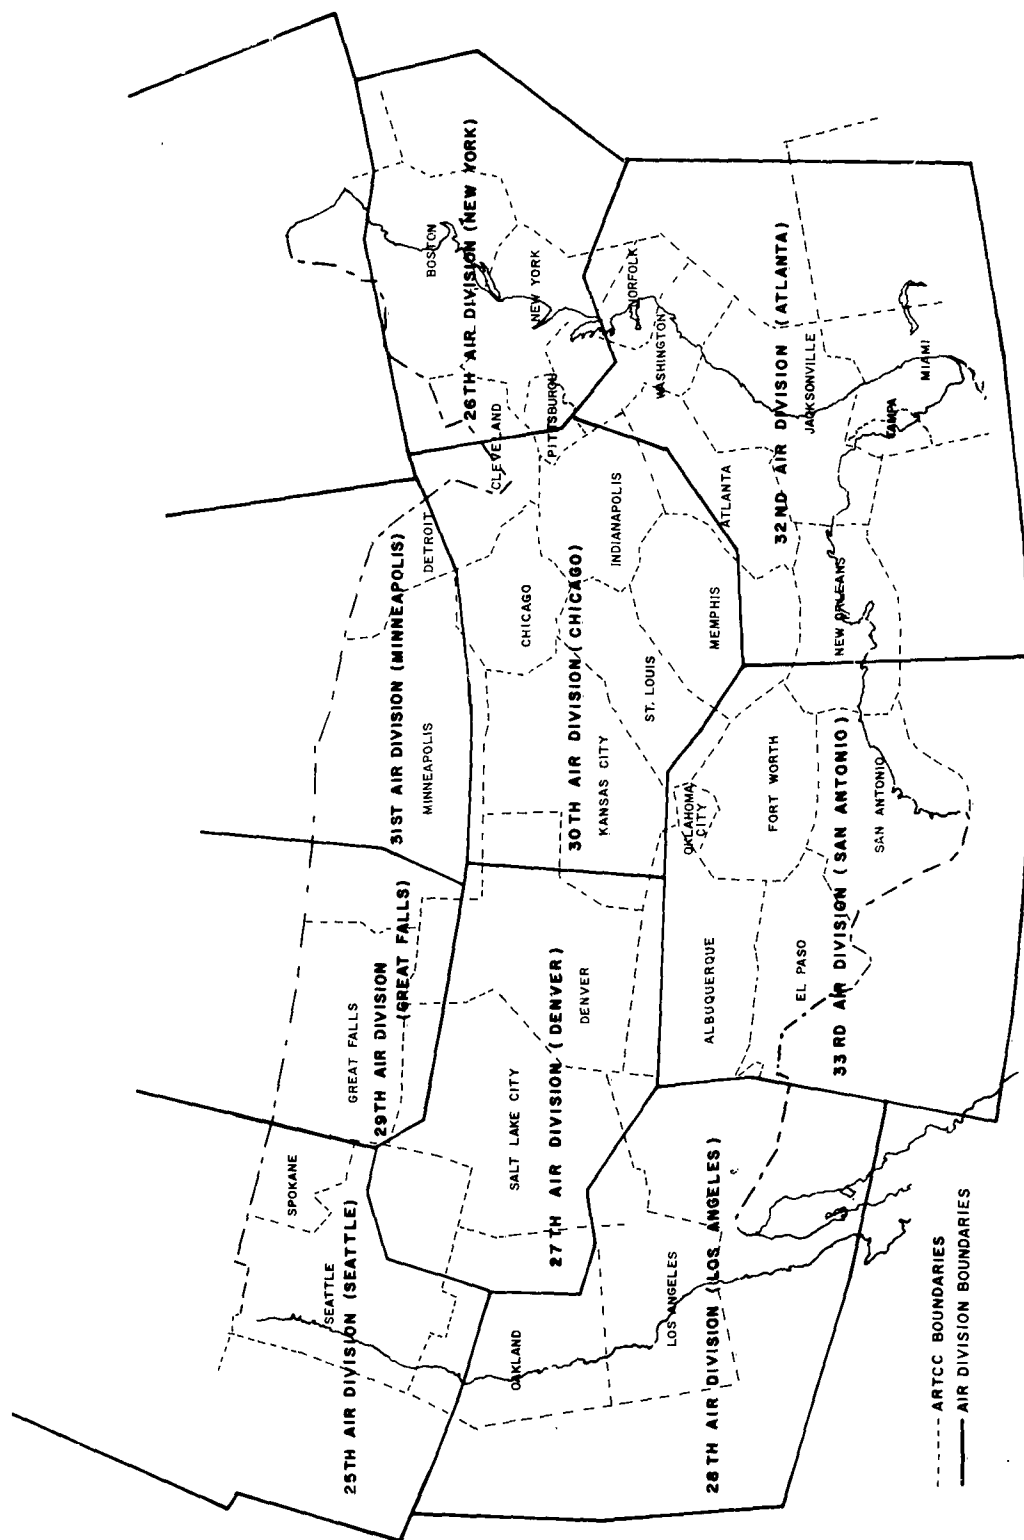 25TH AIR DIVISION (SEATTLE)
SEATTLE
SPOKANE
29TH AIR DIVISION
(GREAT FALLS)
GREAT FALLS
31ST AIR DIVISION (MINNEAPOLIS)
MINNEAPOLIS
DETROIT
26TH AIR DIVISION (NEW YORK)
BOSTON
NEW YORK
CLEVELAND
PITTSBURGH
27TH AIR DIVISION (DENVER)
SALT LAKE CITY
DENVER
30TH AIR DIVISION (CHICAGO)
CHICAGO
KANSAS CITY
INDIANAPOLIS
ST. LOUIS
MEMPHIS
28TH AIR DIVISION (LOS ANGELES)
OAKLAND
LOS ANGELES
33RD AIR DIVISION (SAN ANTONIO)
ALBUQUERQUE
EL PASO
OKLAHOMA
CITY
FORT WORTH
SAN ANTONIO
32ND AIR DIVISION (ATLANTA)
NORFOLK
WASHINGTON
ATLANTA
JACKSONVILLE
NEW ORLEANS
TAMPA
MIAMI
ARTCC BOUNDARIES
AIR DIVISION BOUNDARIES